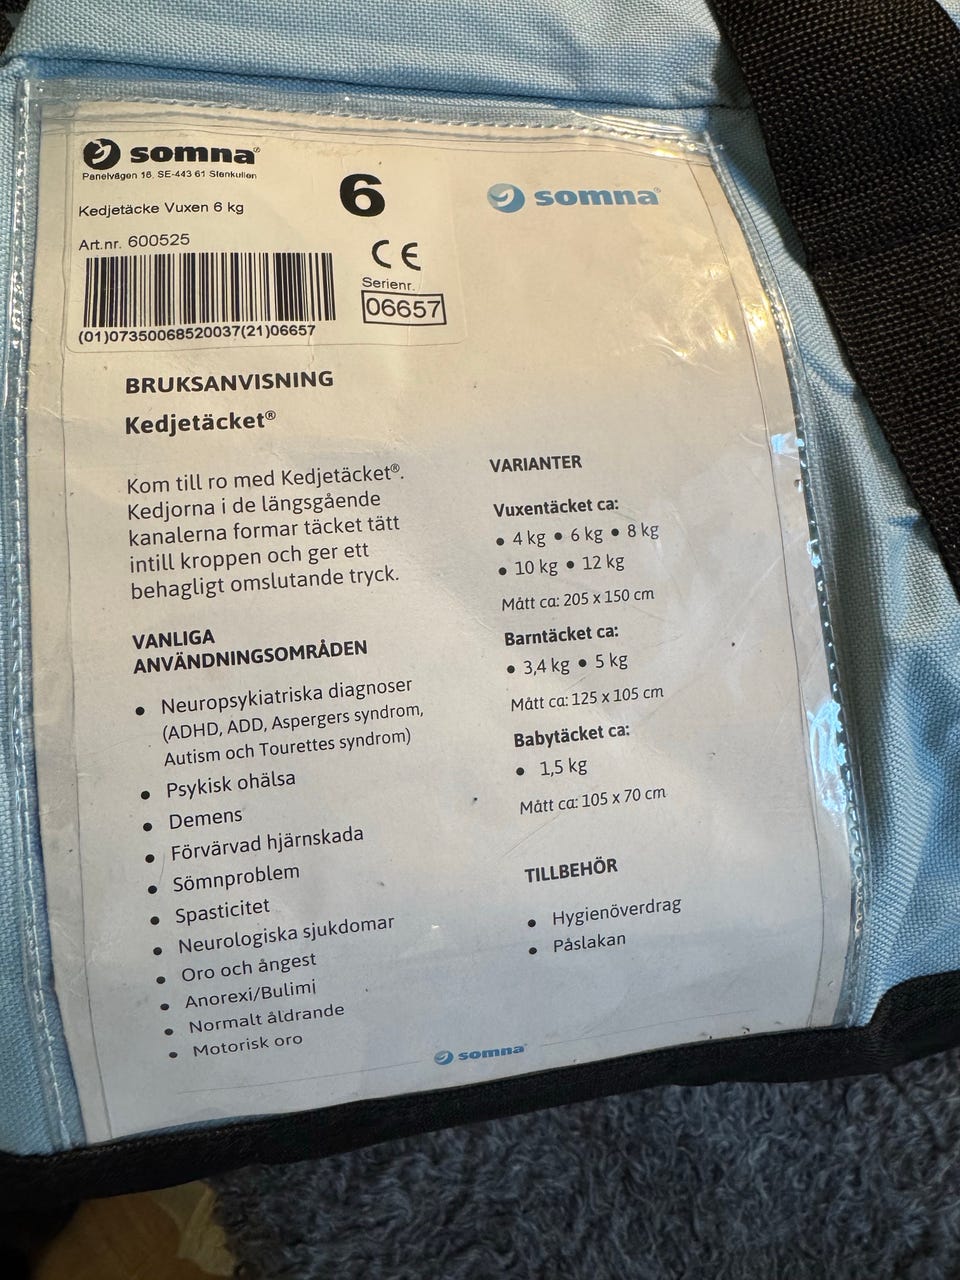 somna
Panelvägen 16, SE-443 61 Stenkullen
Kedjetäcke Vuxen 6 kg
6
Art.nr. 600525
CE
Serienr.
06657
(01)07350068520037(21)06657
somna®
BRUKSANVISNING
Kedjetäcket®
Kom till ro med Kedjetäcket®.
Kedjorna i de längsgående
kanalerna formar täcket tätt
intill kroppen och ger ett
behagligt omslutande tryck.
VANLIGA
ANVÄNDNINGSOMRÅDEN
• Neuropsykiatriska diagnoser
(ADHD, ADD, Aspergers syndrom,
Autism och Tourettes syndrom)
• Psykisk ohälsa
• Demens
• Förvärvad hjärnskada
• Sömnproblem
• Spasticitet
• Neurologiska sjukdomar
• Oro och ångest
• Anorexi/Bulimi
• Normalt åldrande
• Motorisk oro
VARIANTER
Vuxentäcket ca:
• 4 kg • 6 kg • 8 kg
• 10 kg • 12 kg
Mått ca: 205 x 150 cm
Barntäcket ca:
• 3,4 kg • 5 kg
Mått ca: 125 x 105 cm
Babytäcket ca:
• 1,5 kg
Mått ca: 105 x 70 cm
TILLBEHÖR
• Hygienöverdrag
• Påslakan
somna